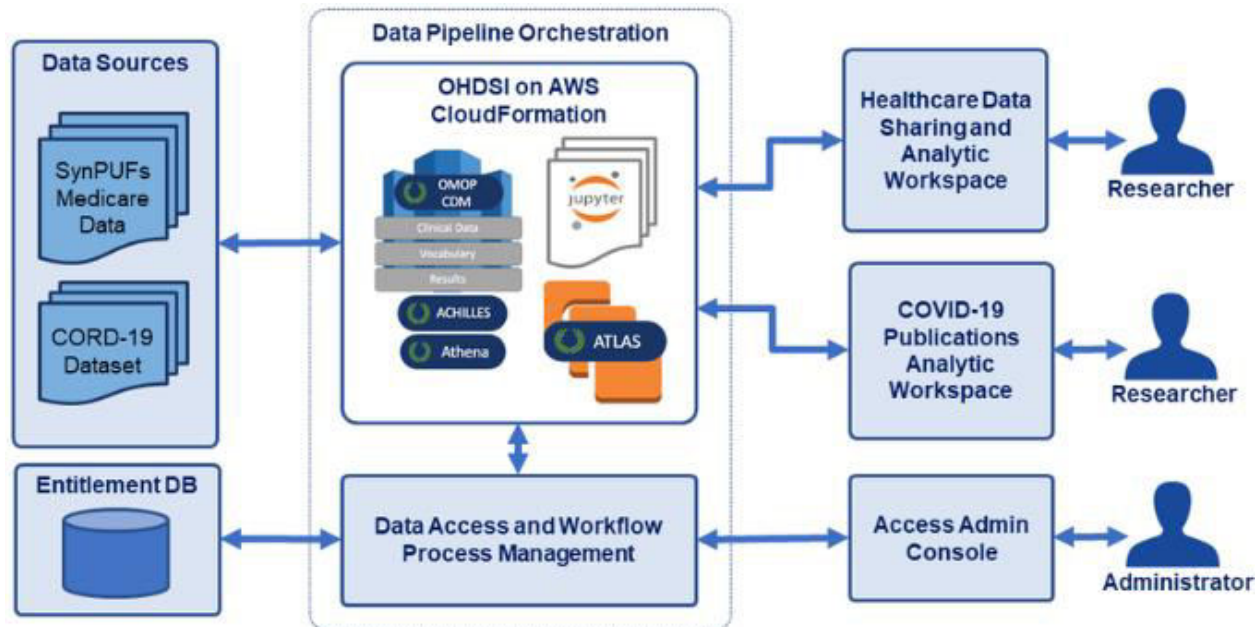 Data Sources
SynPUFs
Medicare
Data
CORD-19
Dataset
Entitlement DB
Data Pipeline Orchestration
OHDSI on AWS
CloudFormation
OMOP
CDM
Clinical Data
Vocabulary
Results
ACHILLES
Athena
jupyter
ATLAS
Data Access and Workflow
Process Management
Healthcare Data
Sharing and
Analytic
Workspace
Researcher
COVID-19
Publications
Analytic
Workspace
Researcher
Access Admin
Console
Administrator